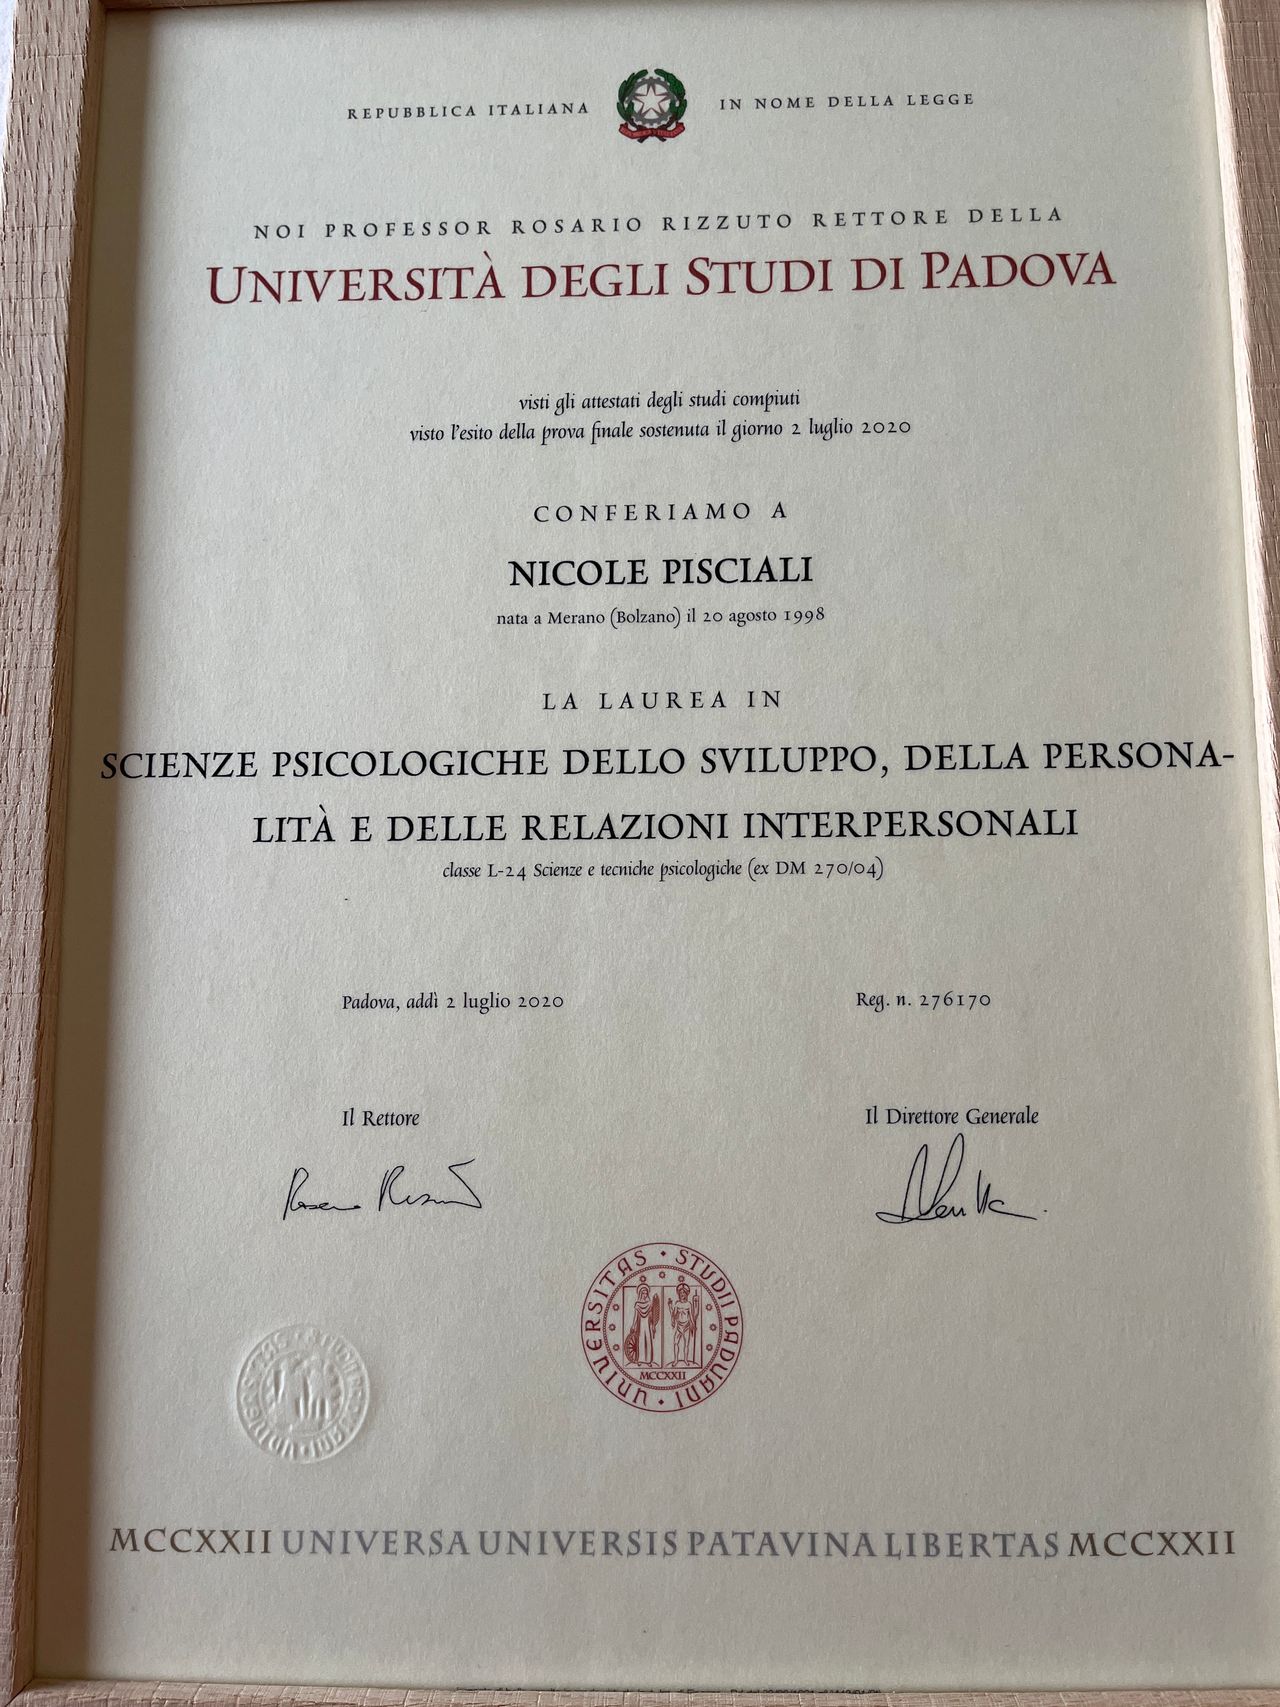 REPUBBLICA ITALIANA IN NOME DELLA LEGGE
NOI PROFESSOR ROSARIO RIZZUTO RETTORE DELLA
UNIVERSITÀ DEGLI STUDI DI PADOVA
visti gli attestati degli studi compiuti
visto l'esito della prova finale sostenuta il giorno 2 luglio 2020
CONFERIAMO A
NICOLE PISCIALI
nata a Merano (Bolzano) il 20 agosto 1998
LA LAUREA IN
SCIENZE PSICOLOGICHE DELLO SVILUPPO, DELLA PERSONA-
LITÀ E DELLE RELAZIONI INTERPERSONALI
classe L-24 Scienze e tecniche psicologiche (ex DM 270/04)
Padova, addì 2 luglio 2020 Reg. n. 276170
Il Rettore Il Direttore Generale
UNIVERSITAS · STUDII PADUANI ·
MCCXXII
MCCXXII UNIVERSA UNIVERSIS PATAVINA LIBERTAS MCCXXII